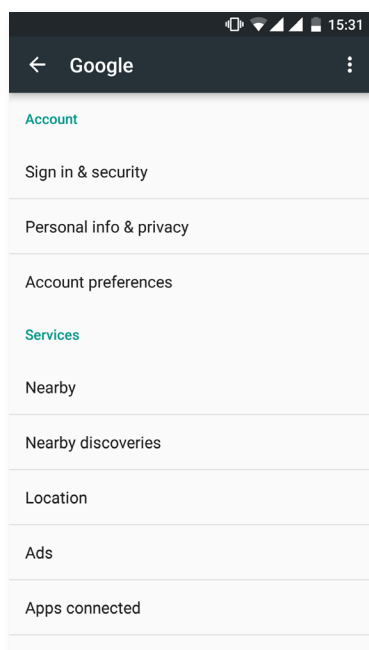 15:31
Google
Account
Sign in & security
Personal info & privacy
Account preferences
Services
Nearby
Nearby discoveries
Location
Ads
Apps connected